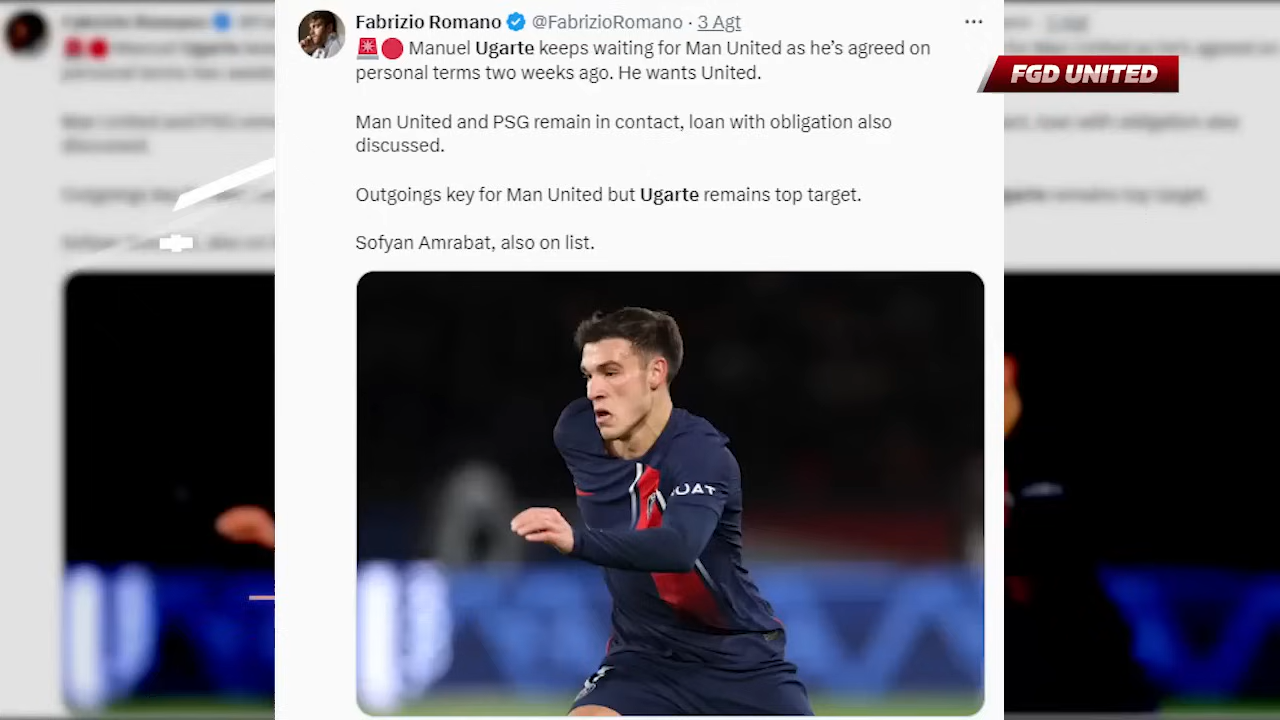 Fabrizio Romano @FabrizioRomano · 3 Agt
🚨🔴 Manuel Ugarte keeps waiting for Man United as he’s agreed on
personal terms two weeks ago. He wants United.
Man United and PSG remain in contact, loan with obligation also
discussed.
Outgoings key for Man United but Ugarte remains top target.
Sofyan Amrabat, also on list.
FGD UNITED